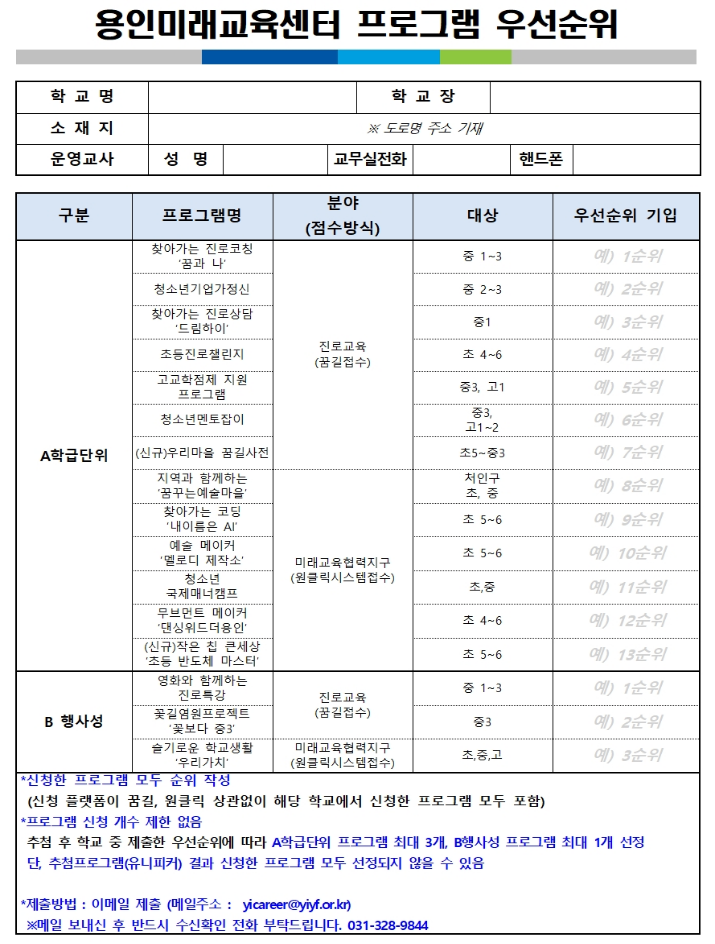 용인미래교육센터 프로그램 우선순위
학 교 명
학 교 장
소 재 지
※ 도로명 주소 기재
운영교사
성 명
교무실전화
핸드폰
구분
프로그램명
분야
(점수방식)
대상
우선순위 기입
A학급단위
찾아가는 진로코칭
‘꿈과 나’
진로교육
(꿈길접수)
중 1~3
예) 1순위
청소년기업가정신
중 2~3
예) 2순위
찾아가는 진로상담
‘드림하이’
중1
예) 3순위
초등진로챌린지
초 4~6
예) 4순위
고교학점제 지원
프로그램
중3, 고1
예) 5순위
청소년멘토잡이
중3,
고1~2
예) 6순위
(신규)우리마을 꿈길사전
초5~중3
예) 7순위
지역과 함께하는
‘꿈꾸는예술마을’
미래교육협력지구
(원클릭시스템접수)
처인구
초, 중
예) 8순위
찾아가는 코딩
‘내이름은 AI’
초 5~6
예) 9순위
예술 메이커
‘멜로디 제작소’
초 5~6
예) 10순위
청소년
국제매너캠프
초,중
예) 11순위
무브먼트 메이커
‘댄싱위드더용인’
초 4~6
예) 12순위
(신규)작은 칩 큰세상
‘초등 반도체 마스터’
초 5~6
예) 13순위
B 행사성
영화와 함께하는
진로특강
진로교육
(꿈길접수)
중 1~3
예) 1순위
꽃길염원프로젝트
‘꽃보다 중3’
중3
예) 2순위
슬기로운 학교생활
‘우리가치’
미래교육협력지구
(원클릭시스템접수)
초,중,고
예) 3순위
*신청한 프로그램 모두 순위 작성
(신청 플랫폼이 꿈길, 원클릭 상관없이 해당 학교에서 신청한 프로그램 모두 포함)
*프로그램 신청 개수 제한 없음
추첨 후 학교 중 제출한 우선순위에 따라 A학급단위 프로그램 최대 3개, B행사성 프로그램 최대 1개 선정
단, 추첨프로그램(유니피커) 결과 신청한 프로그램 모두 선정되지 않을 수 있음
*제출방법 : 이메일 제출 (메일주소 : yicareer@yiyf.or.kr)
※메일 보내신 후 반드시 수신확인 전화 부탁드립니다. 031-328-9844